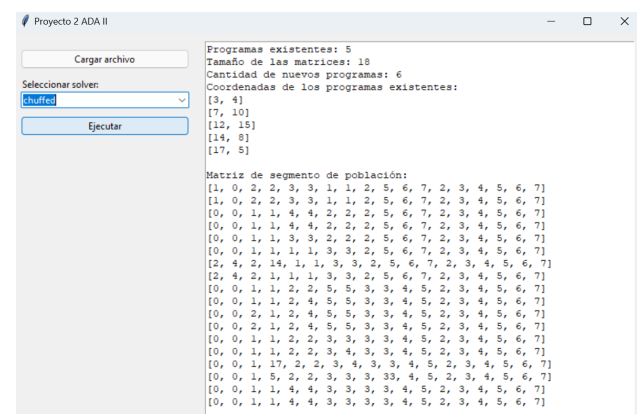 Proyecto 2 ADA II
Cargar archivo
Seleccionar solver:
chuffed
Ejecutar
Programas existentes: 5
Tamaño de las matrices: 18
Cantidad de nuevos programas: 6
Coordenadas de los programas existentes:
[3, 4]
[7, 10]
[12, 15]
[14, 8]
[17, 5]
Matriz de segmento de población:
[1, 0, 2, 2, 3, 3, 1, 1, 2, 5, 6, 7, 2, 3, 4, 5, 6, 7]
[1, 0, 2, 2, 3, 3, 1, 1, 2, 5, 6, 7, 2, 3, 4, 5, 6, 7]
[0, 0, 1, 1, 4, 4, 2, 2, 2, 5, 6, 7, 2, 3, 4, 5, 6, 7]
[0, 0, 1, 1, 4, 4, 2, 2, 2, 5, 6, 7, 2, 3, 4, 5, 6, 7]
[0, 0, 1, 1, 3, 3, 2, 2, 2, 5, 6, 7, 2, 3, 4, 5, 6, 7]
[0, 0, 1, 1, 1, 1, 3, 3, 2, 5, 6, 7, 2, 3, 4, 5, 6, 7]
[2, 4, 2, 14, 1, 1, 3, 3, 2, 5, 6, 7, 2, 3, 4, 5, 6, 7]
[2, 4, 2, 1, 1, 1, 3, 3, 2, 5, 6, 7, 2, 3, 4, 5, 6, 7]
[0, 0, 1, 1, 2, 2, 5, 5, 3, 3, 4, 5, 2, 3, 4, 5, 6, 7]
[0, 0, 1, 1, 2, 4, 5, 5, 3, 3, 4, 5, 2, 3, 4, 5, 6, 7]
[0, 0, 2, 1, 2, 4, 5, 5, 3, 3, 4, 5, 2, 3, 4, 5, 6, 7]
[0, 0, 2, 1, 2, 4, 5, 5, 3, 3, 4, 5, 2, 3, 4, 5, 6, 7]
[0, 0, 1, 1, 2, 2, 3, 3, 3, 3, 4, 5, 2, 3, 4, 5, 6, 7]
[0, 0, 1, 1, 2, 2, 3, 4, 3, 3, 4, 5, 2, 3, 4, 5, 6, 7]
[0, 0, 1, 17, 2, 2, 3, 4, 3, 3, 4, 5, 2, 3, 4, 5, 6, 7]
[0, 0, 1, 5, 2, 2, 3, 3, 3, 33, 4, 5, 2, 3, 4, 5, 6, 7]
[0, 0, 1, 1, 4, 4, 3, 3, 3, 3, 4, 5, 2, 3, 4, 5, 6, 7]
[0, 0, 1, 1, 4, 4, 3, 3, 3, 3, 4, 5, 2, 3, 4, 5, 6, 7]